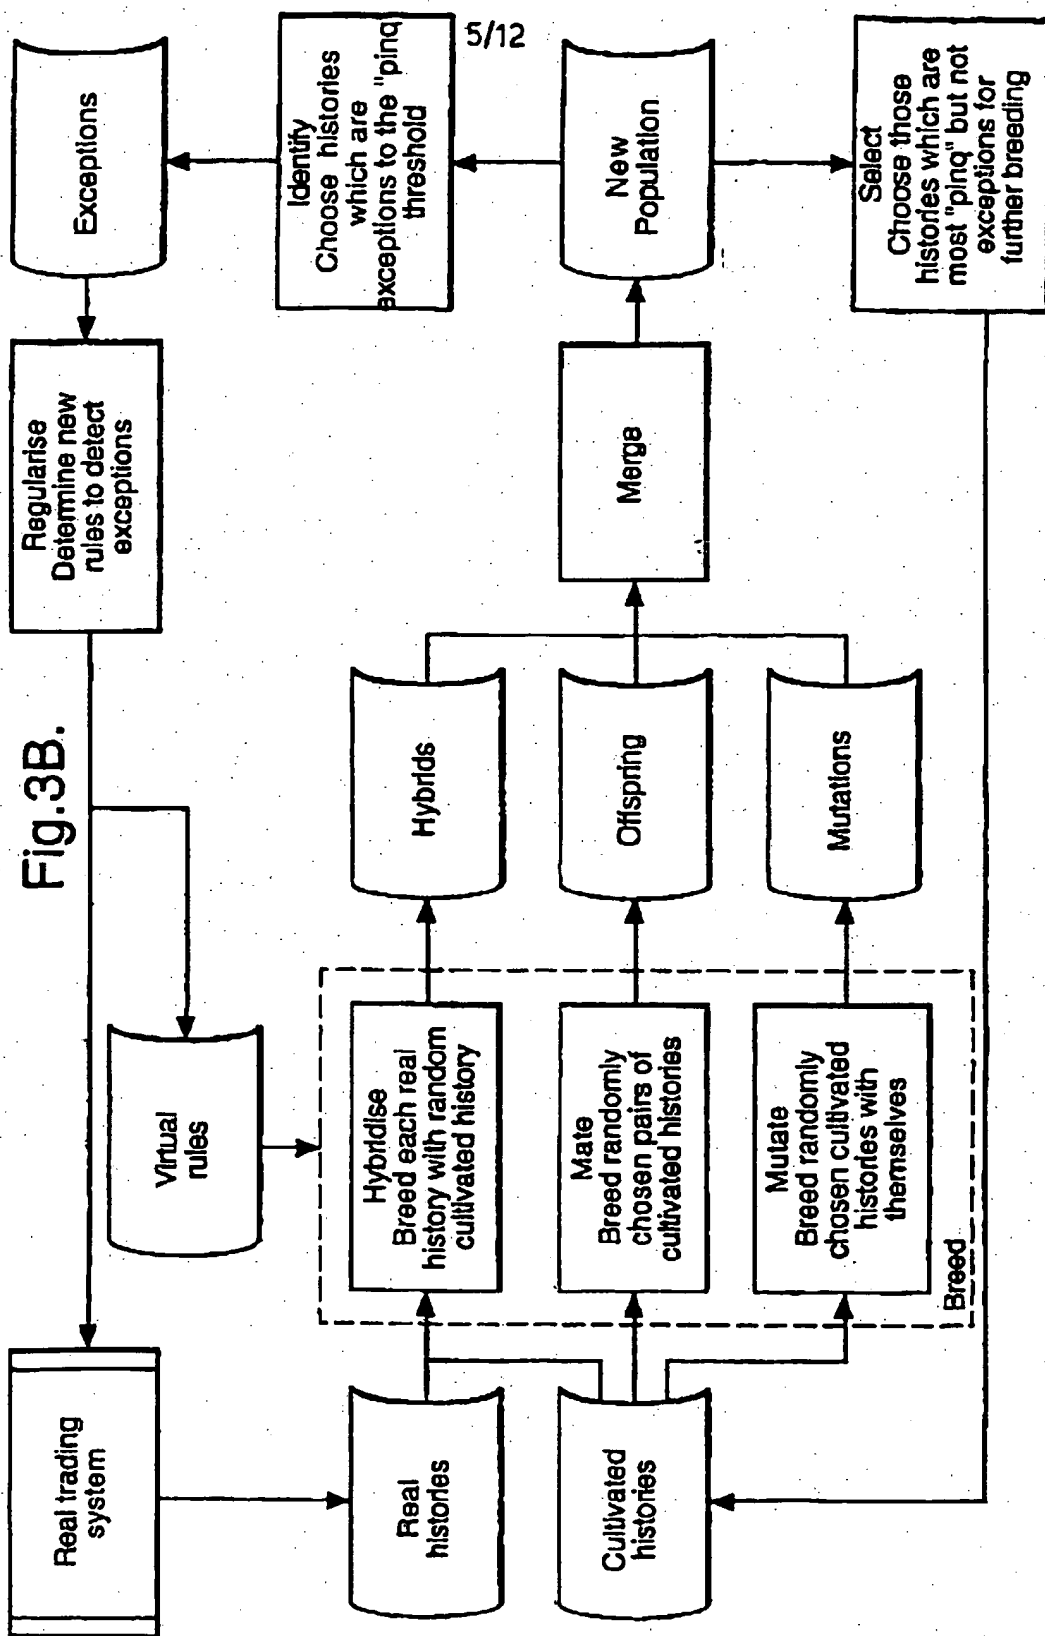 5/12
Fig.3B.
Real trading
system
Regularise
Determine new
rules to detect
exceptions
Exceptions
Virtual
rules
Identify
Choose histories
which are
exceptions to the "pinq
threshold
Real
histories
Hybridise
Breed each real
history with random
cultivated history
Hybrids
Cultivated
histories
Mate
Breed randomly
chosen pairs of
cultivated histories
Offspring
Merge
New
Population
Mutate
Breed randomly
chosen cultivated
histories with
themselves
Mutations
Breed
Select
Choose those
histories which are
most "pinq" but not
exceptions for
further breeding